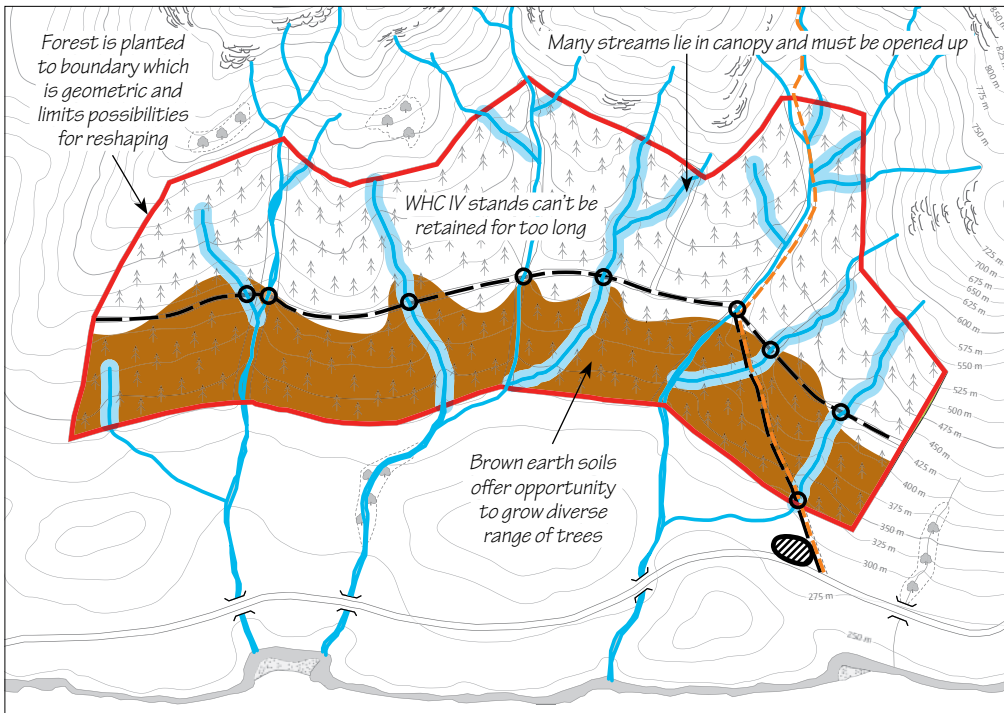 Forest is planted
to boundary which
is geometric and
limits possibilities
for reshaping
Many streams lie in canopy and must be opened up
WHC IV stands can't be
retained for too long
Brown earth soils
offer opportunity
to grow diverse
range of trees
850 m
825 m
800 m
775 m
750 m
725 m
700 m
675 m
650 m
625 m
600 m
575 m
550 m
525 m
500 m
475 m
450 m
425 m
400 m
375 m
350 m
325 m
300 m
275 m
250 m